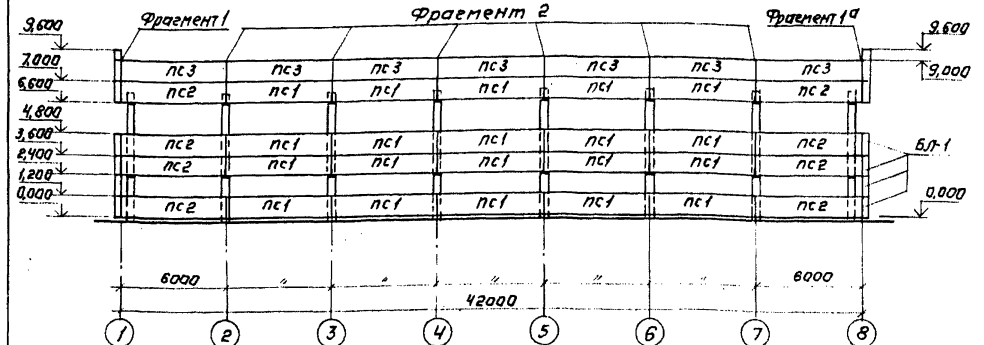 Фрагмент 1 Фрагмент 2 Фрагмент 1а
9,600 9.600
7,000 пс3 пс3 пс3 пс3 пс3 пс3 пс3 9,000
6,600 пс2 пс1 пс1 пс1 пс1 пс1 пс2
4,800
3,600 пс2 пс1 пс1 пс1 пс1 пс1 пс2 БЛ-1
2,400 пс2 пс1 пс1 пс1 пс1 пс1 пс2
1,200
0,000 пс2 пс1 пс1 пс1 пс1 пс1 пс2 0,000
6000 " " " " " 6000
42000
1 2 3 4 5 6 7 8